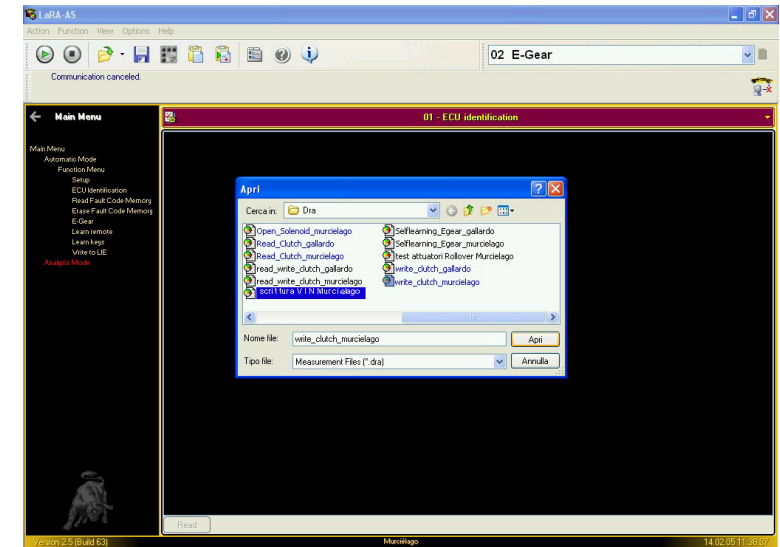 LaRA-AS
Action Function View Options Help
02 E-Gear
Communication canceled.
Main Menu
01 - ECU identification
Main Menu
Automatic Mode
Function Menu
Setup
ECU Identification
Read Fault Code Memory
Erase Fault Code Memory
E-Gear
Learn remote
Learn keys
Write to LIE
Analysis Mode
Apri
Cerca in: Dra
Open_Solenoid_murcielago
Read_Clutch_gallardo
Read_Clutch_murcielago
read_write_clutch_gallardo
read_write_clutch_murcielago
scrittura VIN Murcielago
Selflearning_Egear_gallardo
Selflearning_Egear_murcielago
test attuatori Rollover Murcielago
write_clutch_gallardo
write_clutch_murcielago
Nome file: write_clutch_murcielago Apri
Tipo file: Measurement Files (*.dra) Annulla
Read
Version 2.5 (Build 63) Murciélago 14.02.05 11:36:07